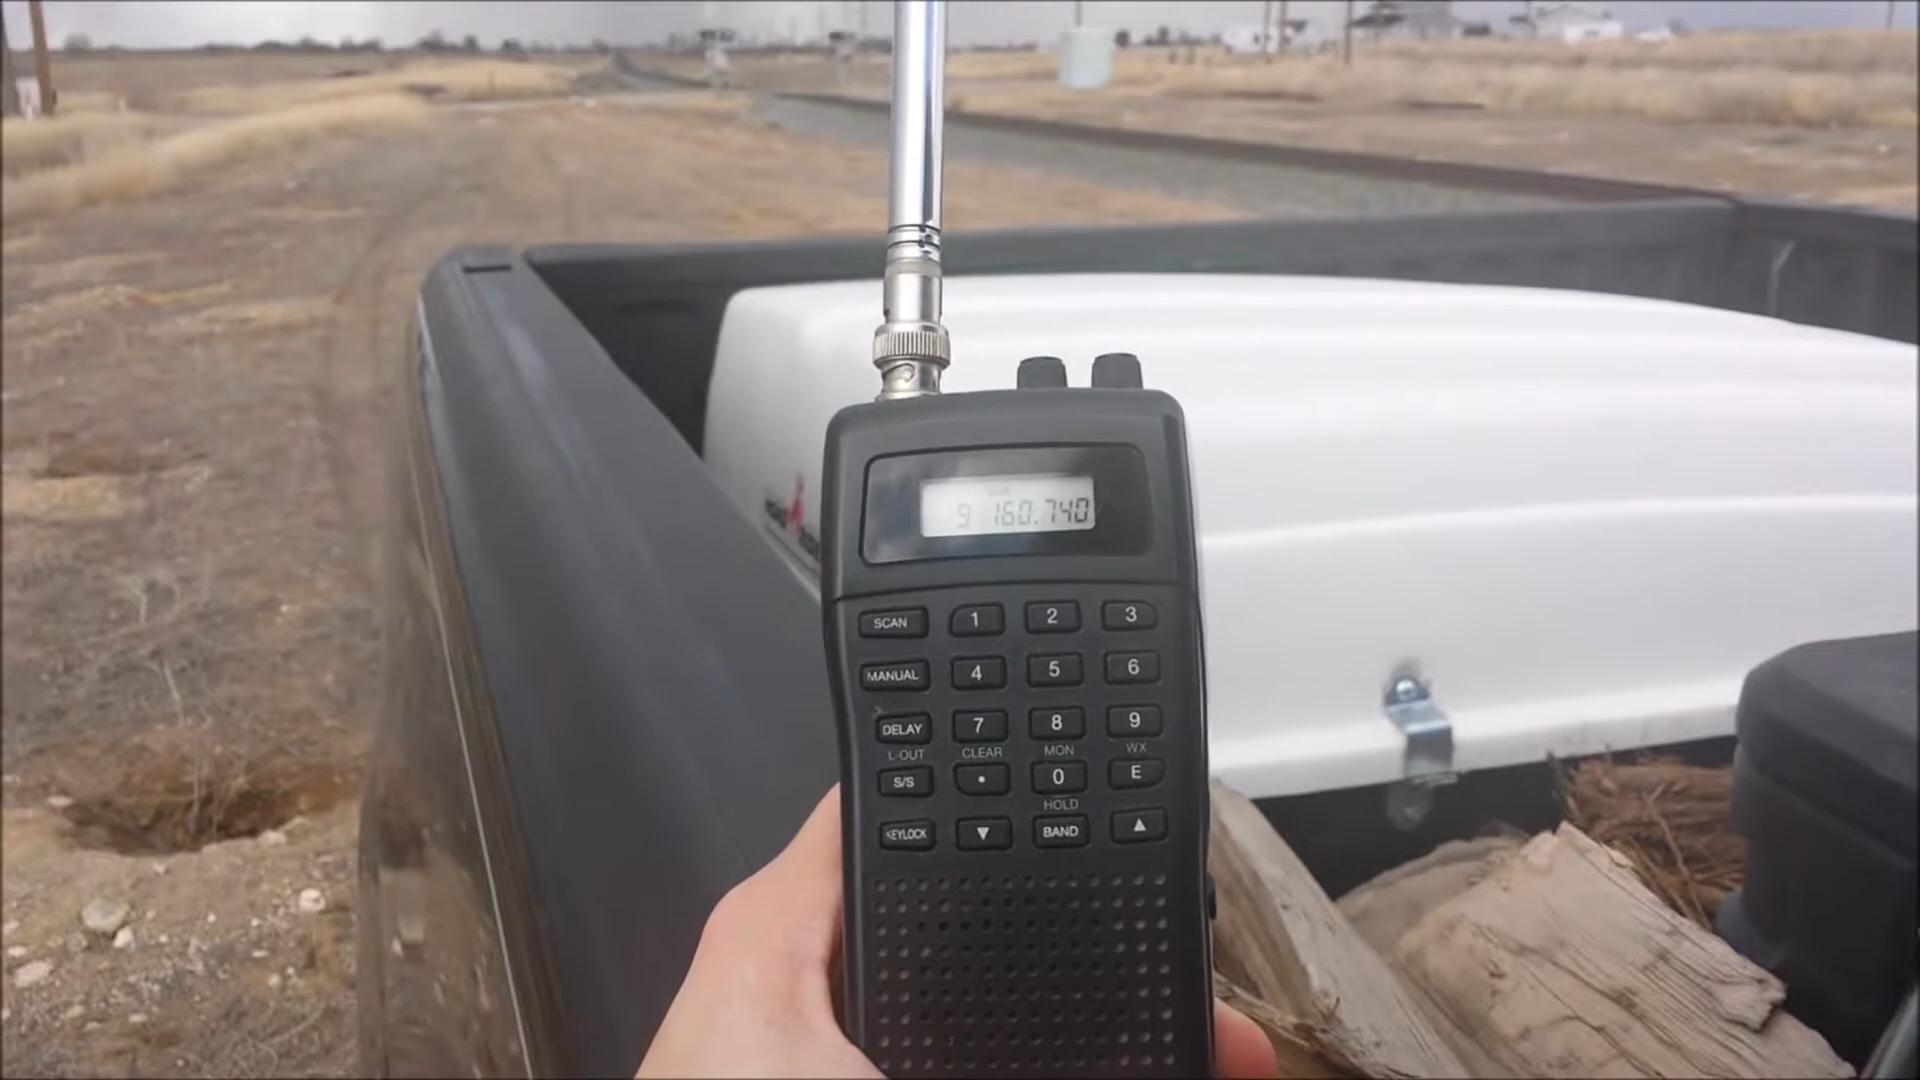 MAN
9 160.740
SCAN 1 2 3
MANUAL 4 5 6
DELAY 7 8 9
L-OUT CLEAR MON WX
S/S • 0 E
HOLD
KEYLOCK ▼ BAND ▲